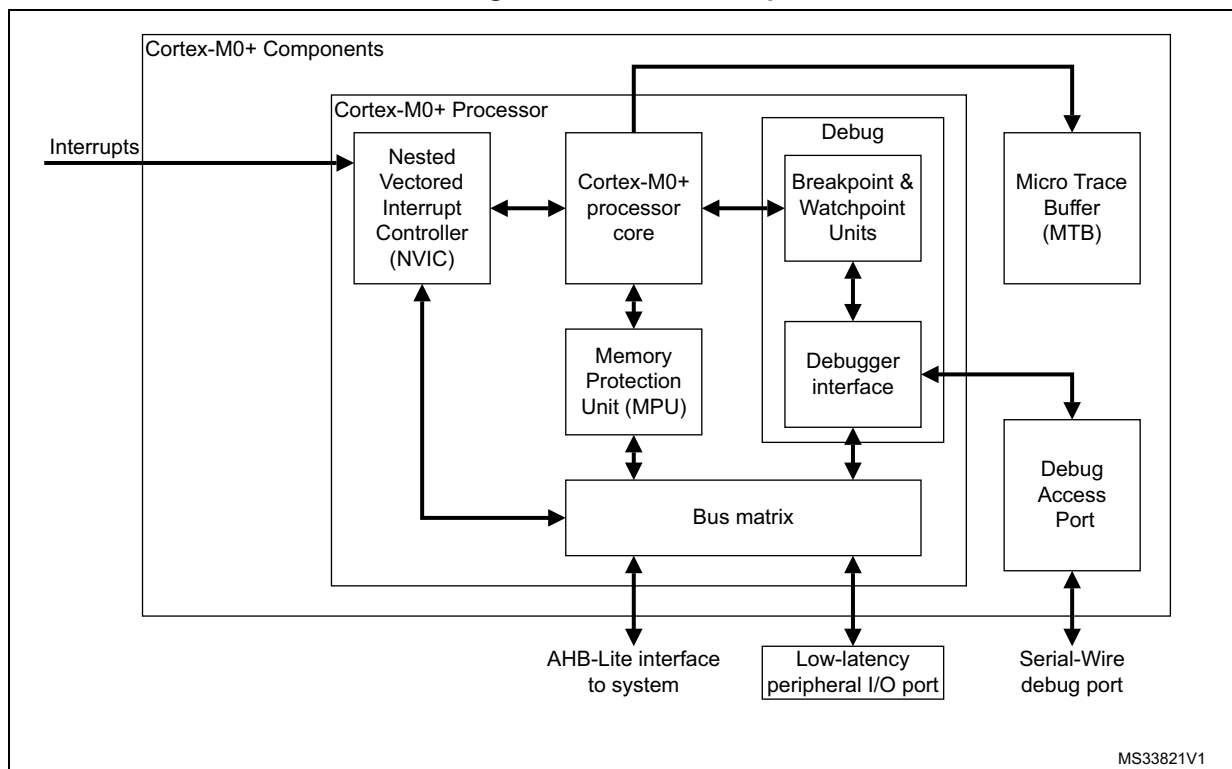 Cortex-M0+ Components
Cortex-M0+ Processor
Interrupts
Nested
Vectored
Interrupt
Controller
(NVIC)
Cortex-M0+
processor
core
Debug
Breakpoint &
Watchpoint
Units
Micro Trace
Buffer
(MTB)
Memory
Protection
Unit (MPU)
Debugger
interface
Bus matrix
Debug
Access
Port
AHB-Lite interface
to system
Low-latency
peripheral I/O port
Serial-Wire
debug port
MS33821V1